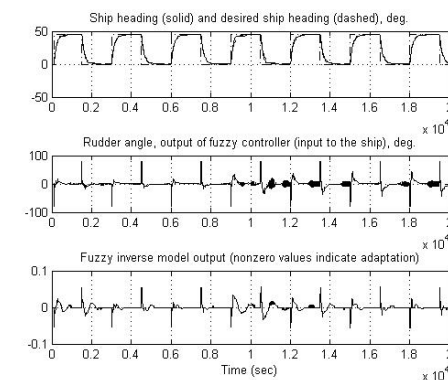 Ship heading (solid) and desired ship heading (dashed), deg.
50
0
-50
0 0.2 0.4 0.6 0.8 1 1.2 1.4 1.6 1.8
x 10
Rudder angle, output of fuzzy controller (input to the ship), deg.
100
0
-100
0 0.2 0.4 0.6 0.8 1 1.2 1.4 1.6 1.8
x 10
Fuzzy inverse model output (nonzero values indicate adaptation)
0.1
0
-0.1
0 0.2 0.4 0.6 0.8 1 1.2 1.4 1.6 1.8
Time (sec)
x 10